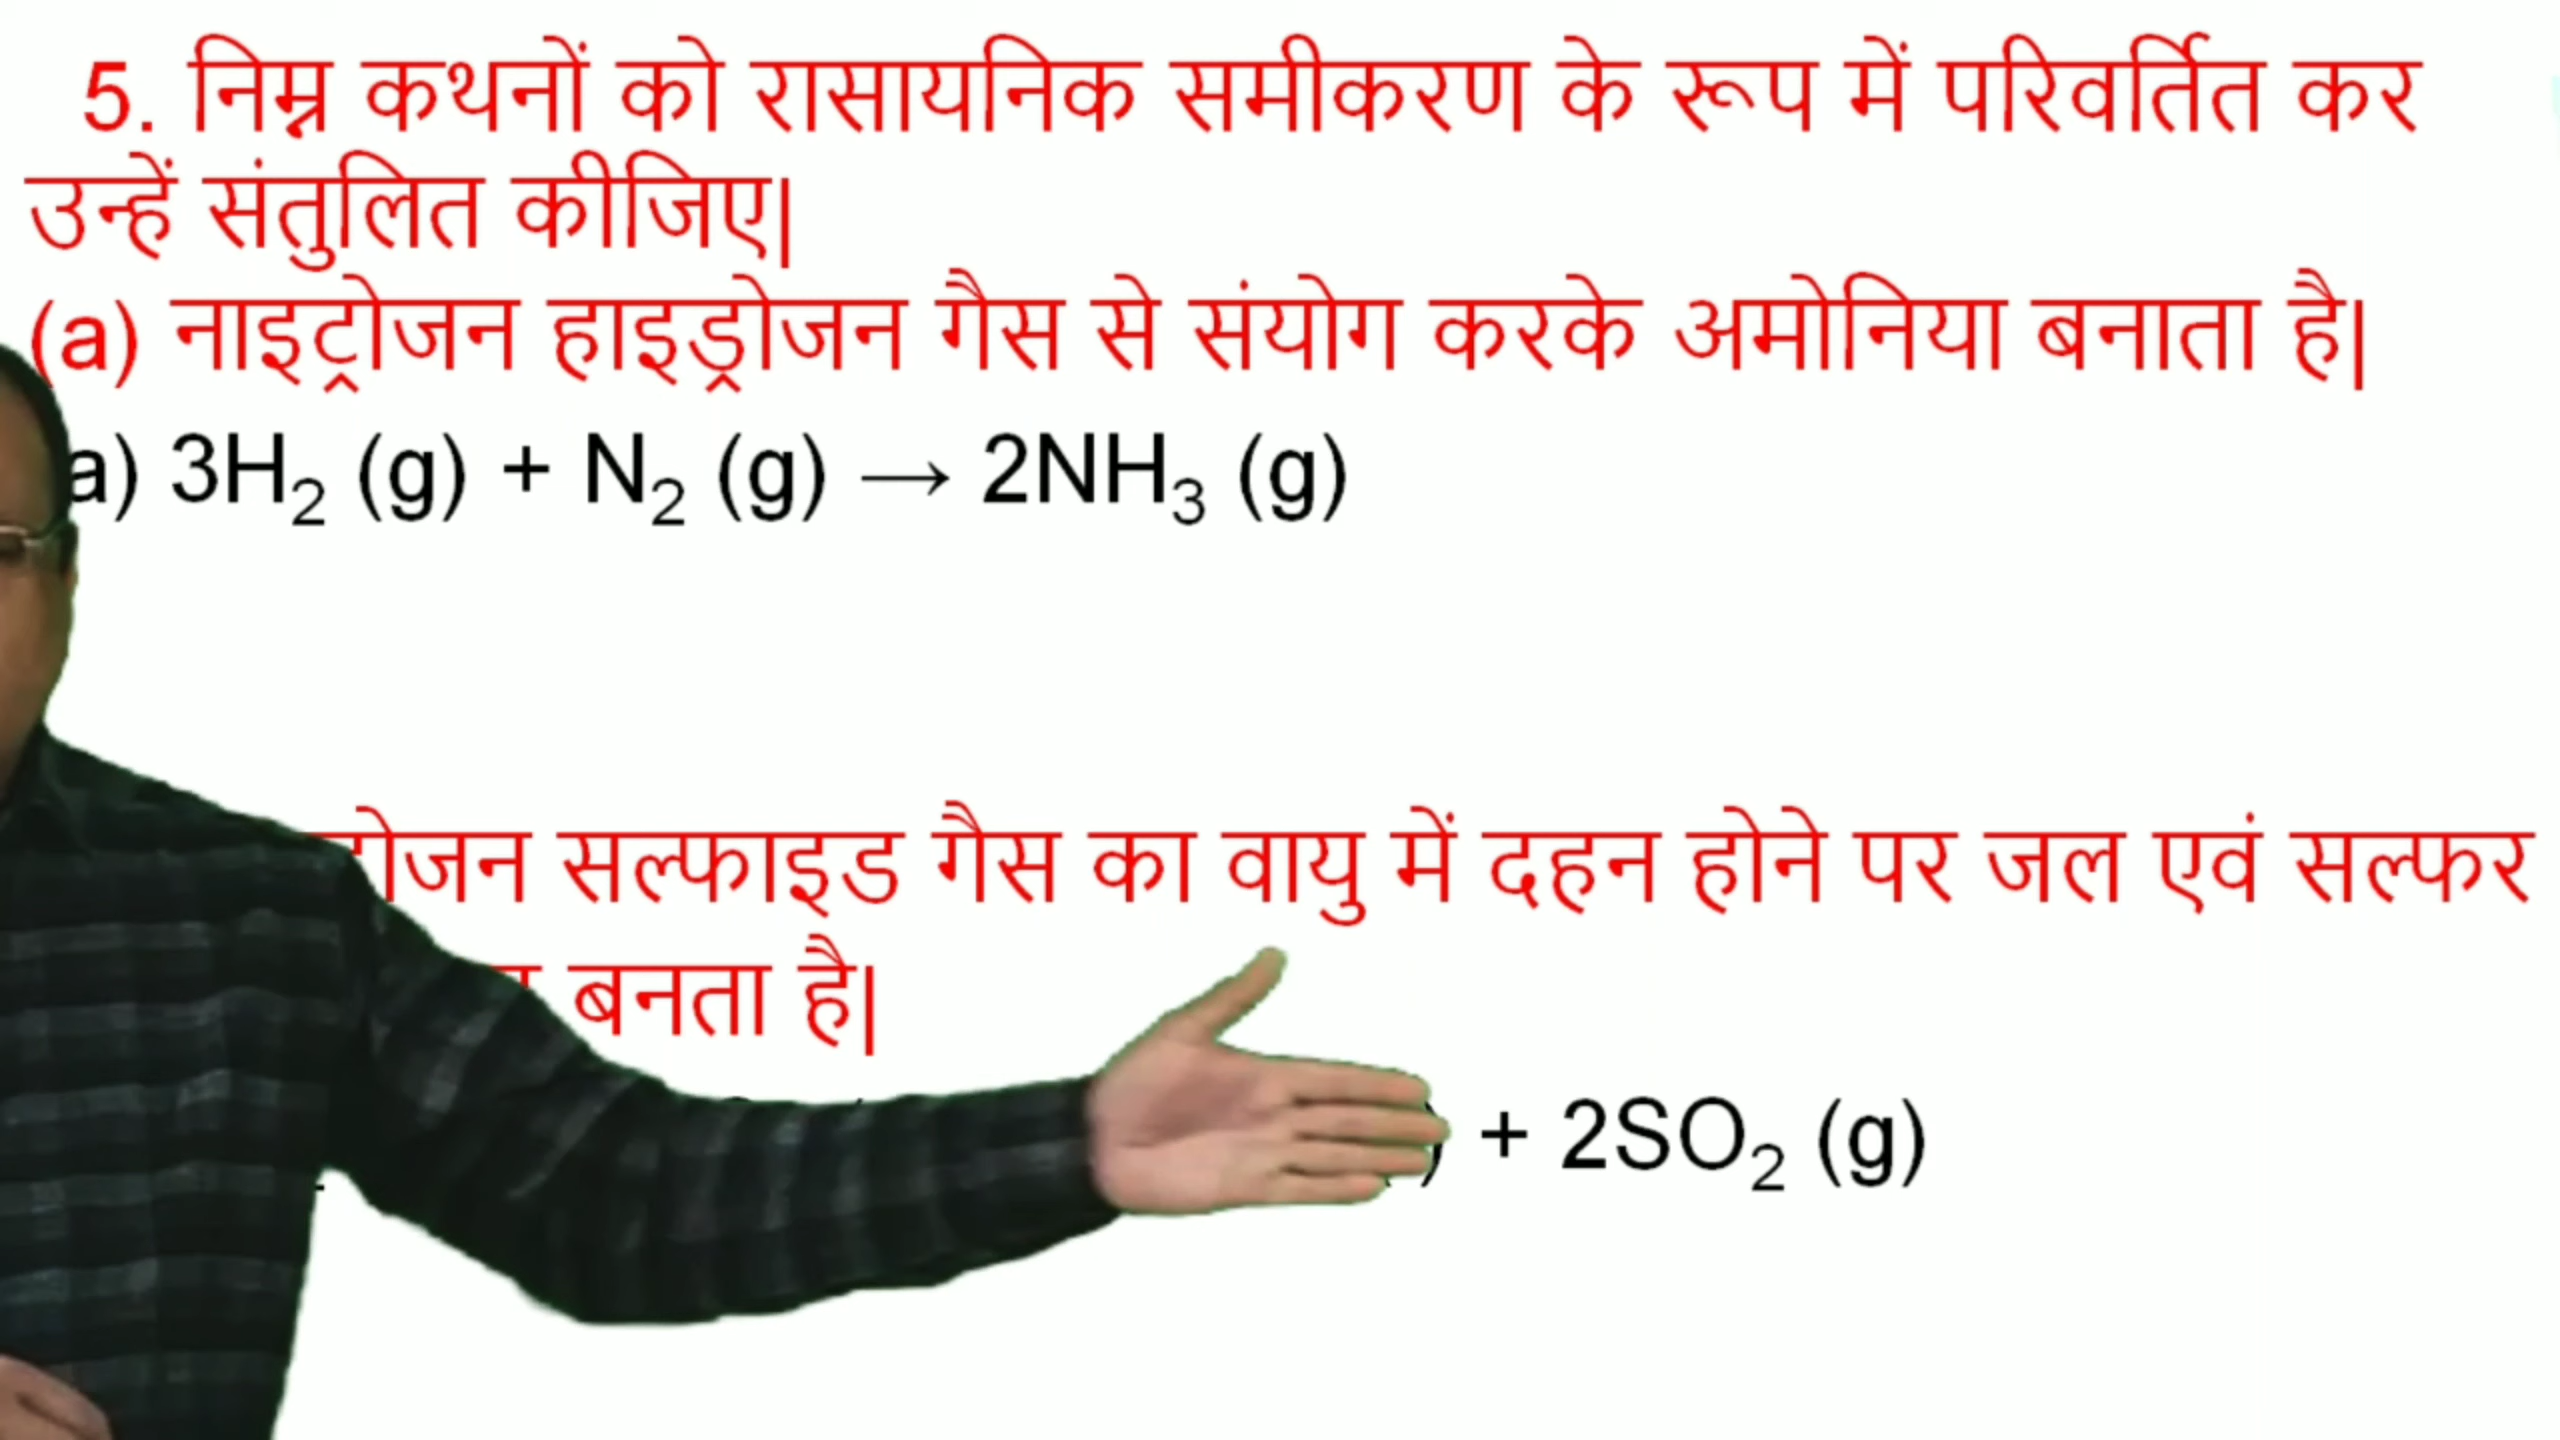 5. निम्न कथनों को रासायनिक समीकरण के रूप में परिवर्तित कर
उन्हें संतुलित कीजिए|
(a) नाइट्रोजन हाइड्रोजन गैस से संयोग करके अमोनिया बनाता है|
a) 3H₂ (g) + N₂ (g) → 2NH₃ (g)
सल्फाइड गैस का वायु में दहन होने पर जल एवं सल्फर
बनता है|
) + 2SO₂ (g)